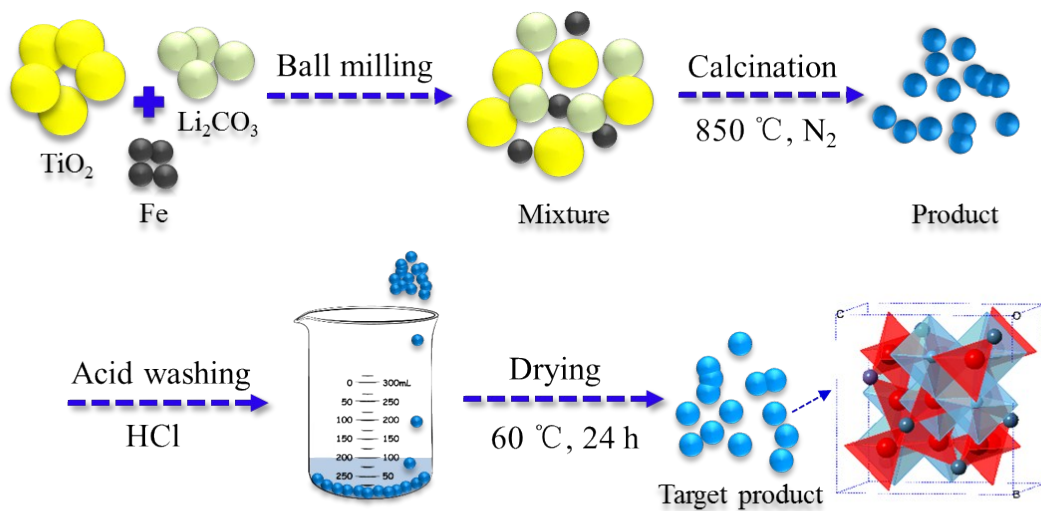 TiO₂
Li₂CO₃
Fe
Ball milling
Mixture
Calcination
850 ℃, N₂
Product
Acid washing
HCl
0 300mL
50 250
100 200
150 150
200 100
250 50
Drying
60 ℃, 24 h
Target product
C
O
B